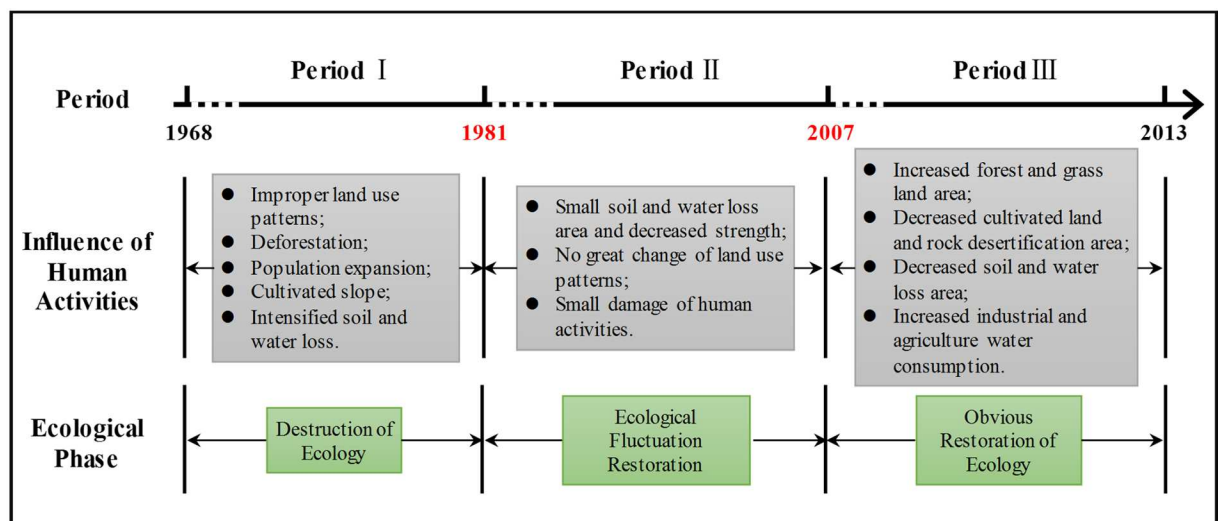 Period Ⅰ
Period Ⅱ
Period Ⅲ
Period
1968
1981
2007
2013
Influence of
Human
Activities
● Improper land use
patterns;
● Deforestation;
● Population expansion;
● Cultivated slope;
● Intensified soil and
water loss.
● Small soil and water loss
area and decreased strength;
● No great change of land use
patterns;
● Small damage of human
activities.
● Increased forest and grass
land area;
● Decreased cultivated land
and rock desertification area;
● Decreased soil and water
loss area;
● Increased industrial and
agriculture water
consumption.
Ecological
Phase
Destruction of
Ecology
Ecological
Fluctuation
Restoration
Obvious
Restoration of
Ecology